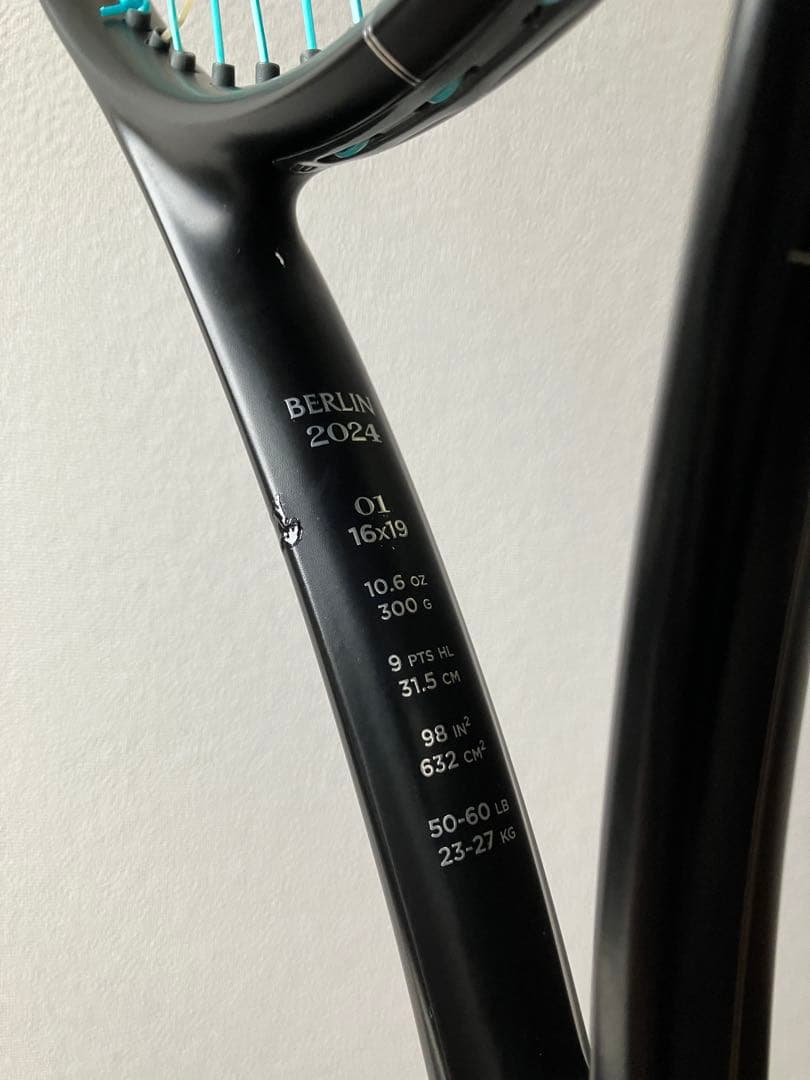 BERLIN
2024
01
16x19
10.6 OZ
300 G
9 PTS HL
31.5 CM
98 IN²
632 CM²
50-60 LB
23-27 KG